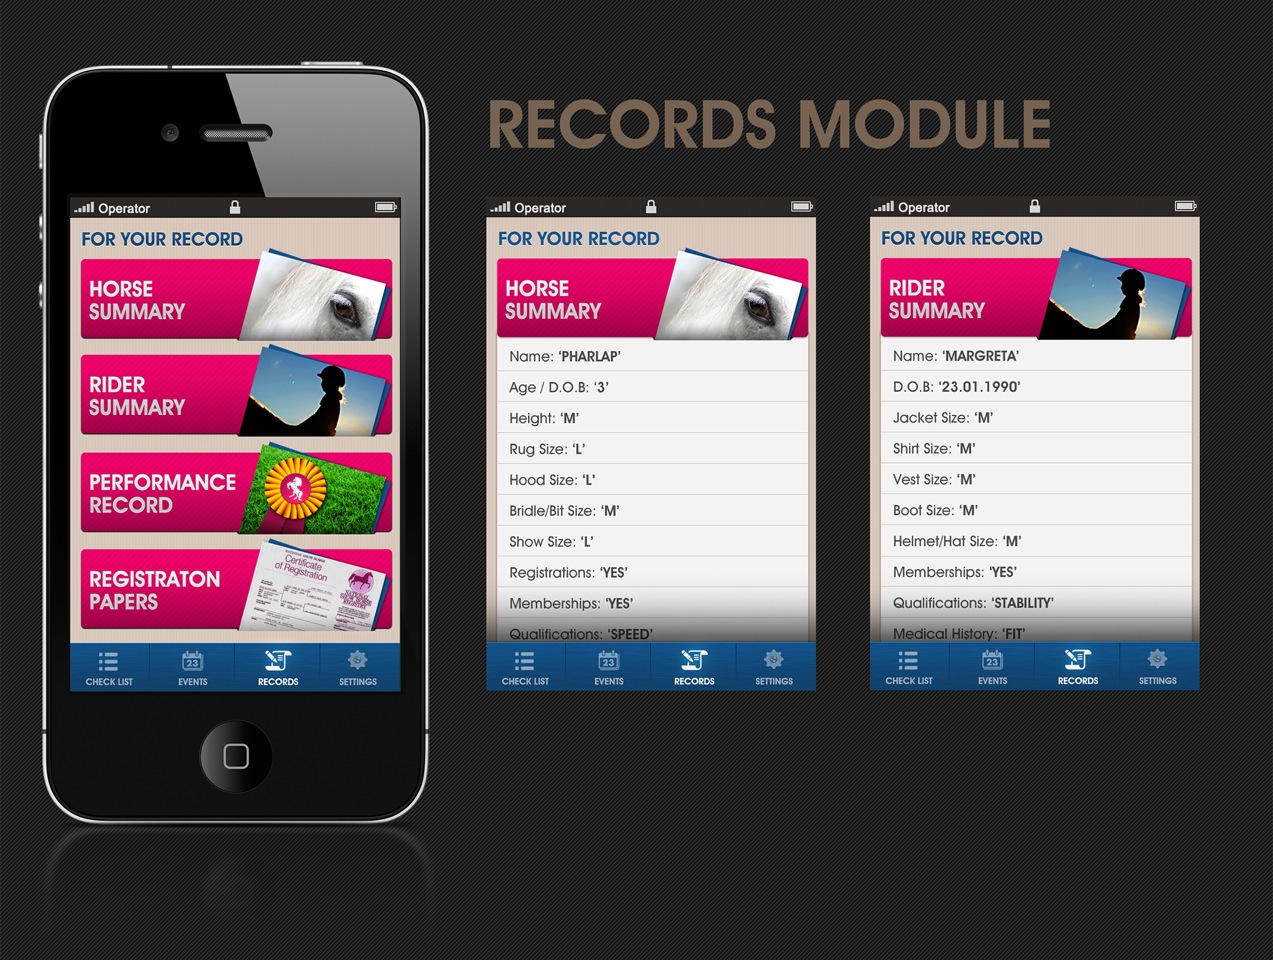 RECORDS MODULE
Operator
FOR YOUR RECORD
HORSE
SUMMARY
RIDER
SUMMARY
PERFORMANCE
RECORD
REGISTRATON
PAPERS
Certificate
of Registration
CHECK LIST
23
EVENTS
RECORDS
SETTINGS
Operator
FOR YOUR RECORD
HORSE
SUMMARY
Name: ‘PHARLAP’
Age / D.O.B: ‘3’
Height: ‘M’
Rug Size: ‘L’
Hood Size: ‘L’
Bridle/Bit Size: ‘M’
Show Size: ‘L’
Registrations: ‘YES’
Memberships: ‘YES’
Qualifications: ‘SPEED’
CHECK LIST
23
EVENTS
RECORDS
SETTINGS
Operator
FOR YOUR RECORD
RIDER
SUMMARY
Name: ‘MARGRETA’
D.O.B: ‘23.01.1990’
Jacket Size: ‘M’
Shirt Size: ‘M’
Vest Size: ‘M’
Boot Size: ‘M’
Helmet/Hat Size: ‘M’
Memberships: ‘YES’
Qualifications: ‘STABILITY’
Medical History: ‘FIT’
CHECK LIST
23
EVENTS
RECORDS
SETTINGS